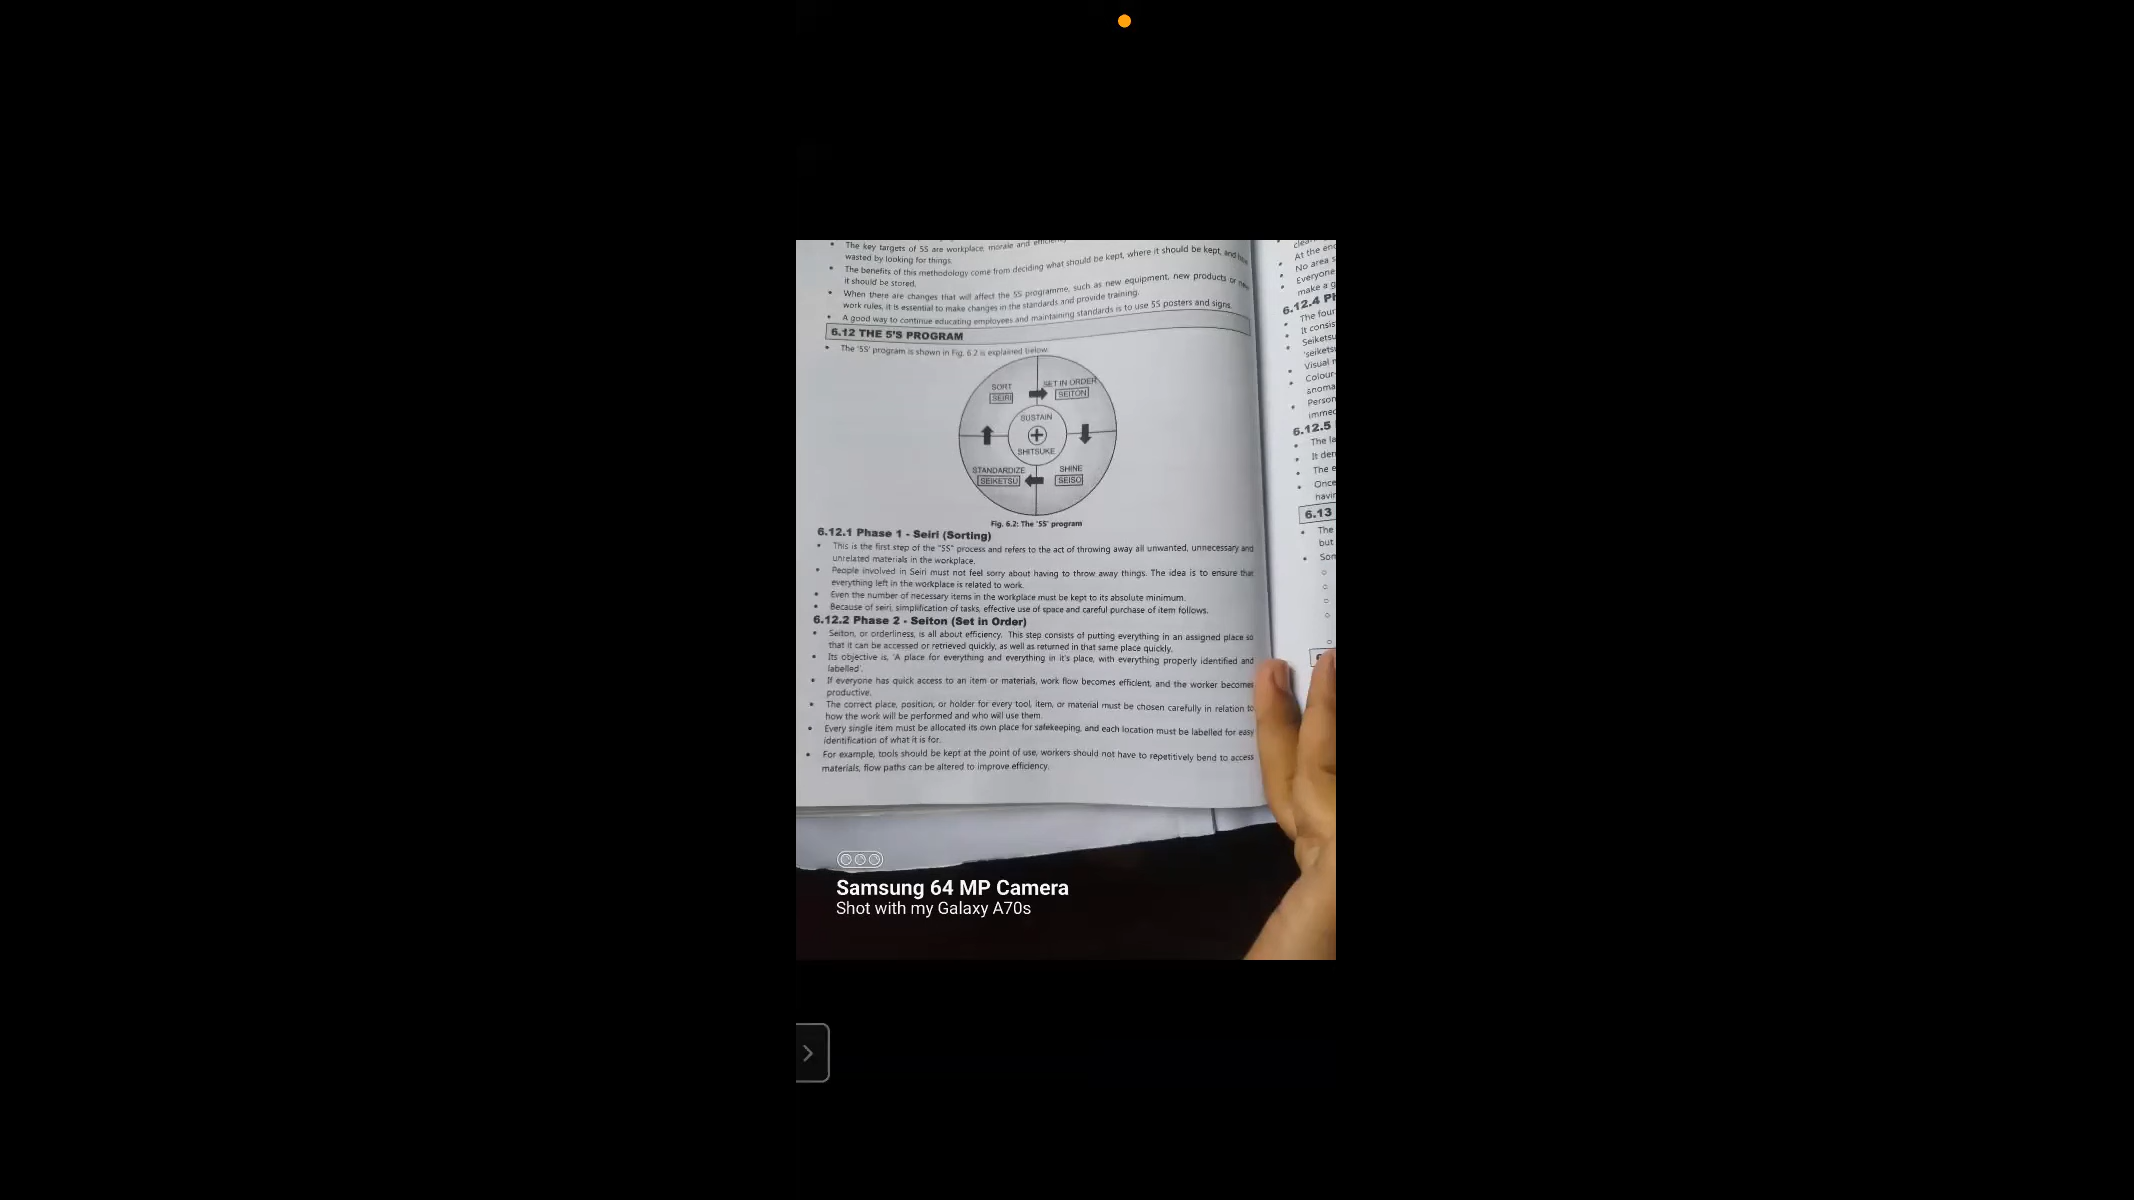 The key targets of 5S are workplace, morale and
wasted by looking for things.
The benefits of this methodology come from deciding what should be kept, where it should be kept, and
it should be stored.
When there are changes that will affect the 5S programme, such as new equipment, new products or new
work rules, it is essential to make changes in the standards and provide training.
A good way to continue educating employees and maintaining standards is to use 5S posters and signs.
6.12 THE 5'S PROGRAM
The '5S' program is shown in Fig. 6.2 is explained below
SORT
SEIRI
SET IN ORDER
SEITON
SUSTAIN
SHITSUKE
STANDARDIZE
SEIKETSU
SHINE
SEISO
Fig. 6.2: The '5S' program
6.12.1 Phase 1 - Seiri (Sorting)
This is the first step of the "5S" process and refers to the act of throwing away all unwanted, unnecessary and
unrelated materials in the workplace.
People involved in Seiri must not feel sorry about having to throw away things. The idea is to ensure that
everything left in the workplace is related to work.
Even the number of necessary items in the workplace must be kept to its absolute minimum.
Because of seiri, simplification of tasks, effective use of space and careful purchase of item follows.
6.12.2 Phase 2 - Seiton (Set in Order)
Seiton, or orderliness, is all about efficiency. This step consists of putting everything in an assigned place so
that it can be accessed or retrieved quickly, as well as returned in that same place quickly.
Its objective is, 'A place for everything and everything in it's place, with everything properly identified and
labelled'.
If everyone has quick access to an item or materials, work flow becomes efficient, and the worker becomes
productive.
The correct place, position, or holder for every tool, item, or material must be chosen carefully in relation to
how the work will be performed and who will use them.
Every single item must be allocated its own place for safekeeping, and each location must be labelled for easy
identification of what it is for.
For example, tools should be kept at the point of use, workers should not have to repetitively bend to access
materials, flow paths can be altered to improve efficiency.
At the end
No area
Everyone
make a
6.12.4
The
It
Visual
6.12.5
The
It
The
Once
6.13
The
but
Samsung 64 MP Camera
Shot with my Galaxy A70s